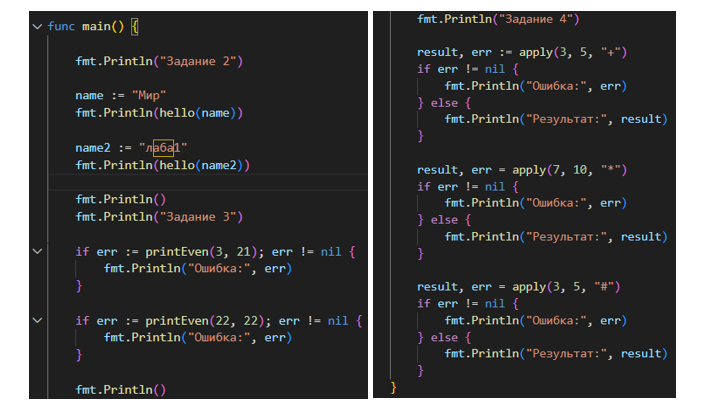 func main() {
fmt.Println("Задание 2")
name := "Мир"
fmt.Println(hello(name))
name2 := "лаба1"
fmt.Println(hello(name2))
fmt.Println()
fmt.Println("Задание 3")
if err := printEven(3, 21); err != nil {
fmt.Println("Ошибка:", err)
}
if err := printEven(22, 22); err != nil {
fmt.Println("Ошибка:", err)
}
fmt.Println()
fmt.Println("Задание 4")
result, err := apply(3, 5, "+")
if err != nil {
fmt.Println("Ошибка:", err)
} else {
fmt.Println("Результат:", result)
}
result, err = apply(7, 10, "*")
if err != nil {
fmt.Println("Ошибка:", err)
} else {
fmt.Println("Результат:", result)
}
result, err = apply(3, 5, "#")
if err != nil {
fmt.Println("Ошибка:", err)
} else {
fmt.Println("Результат:", result)
}
}